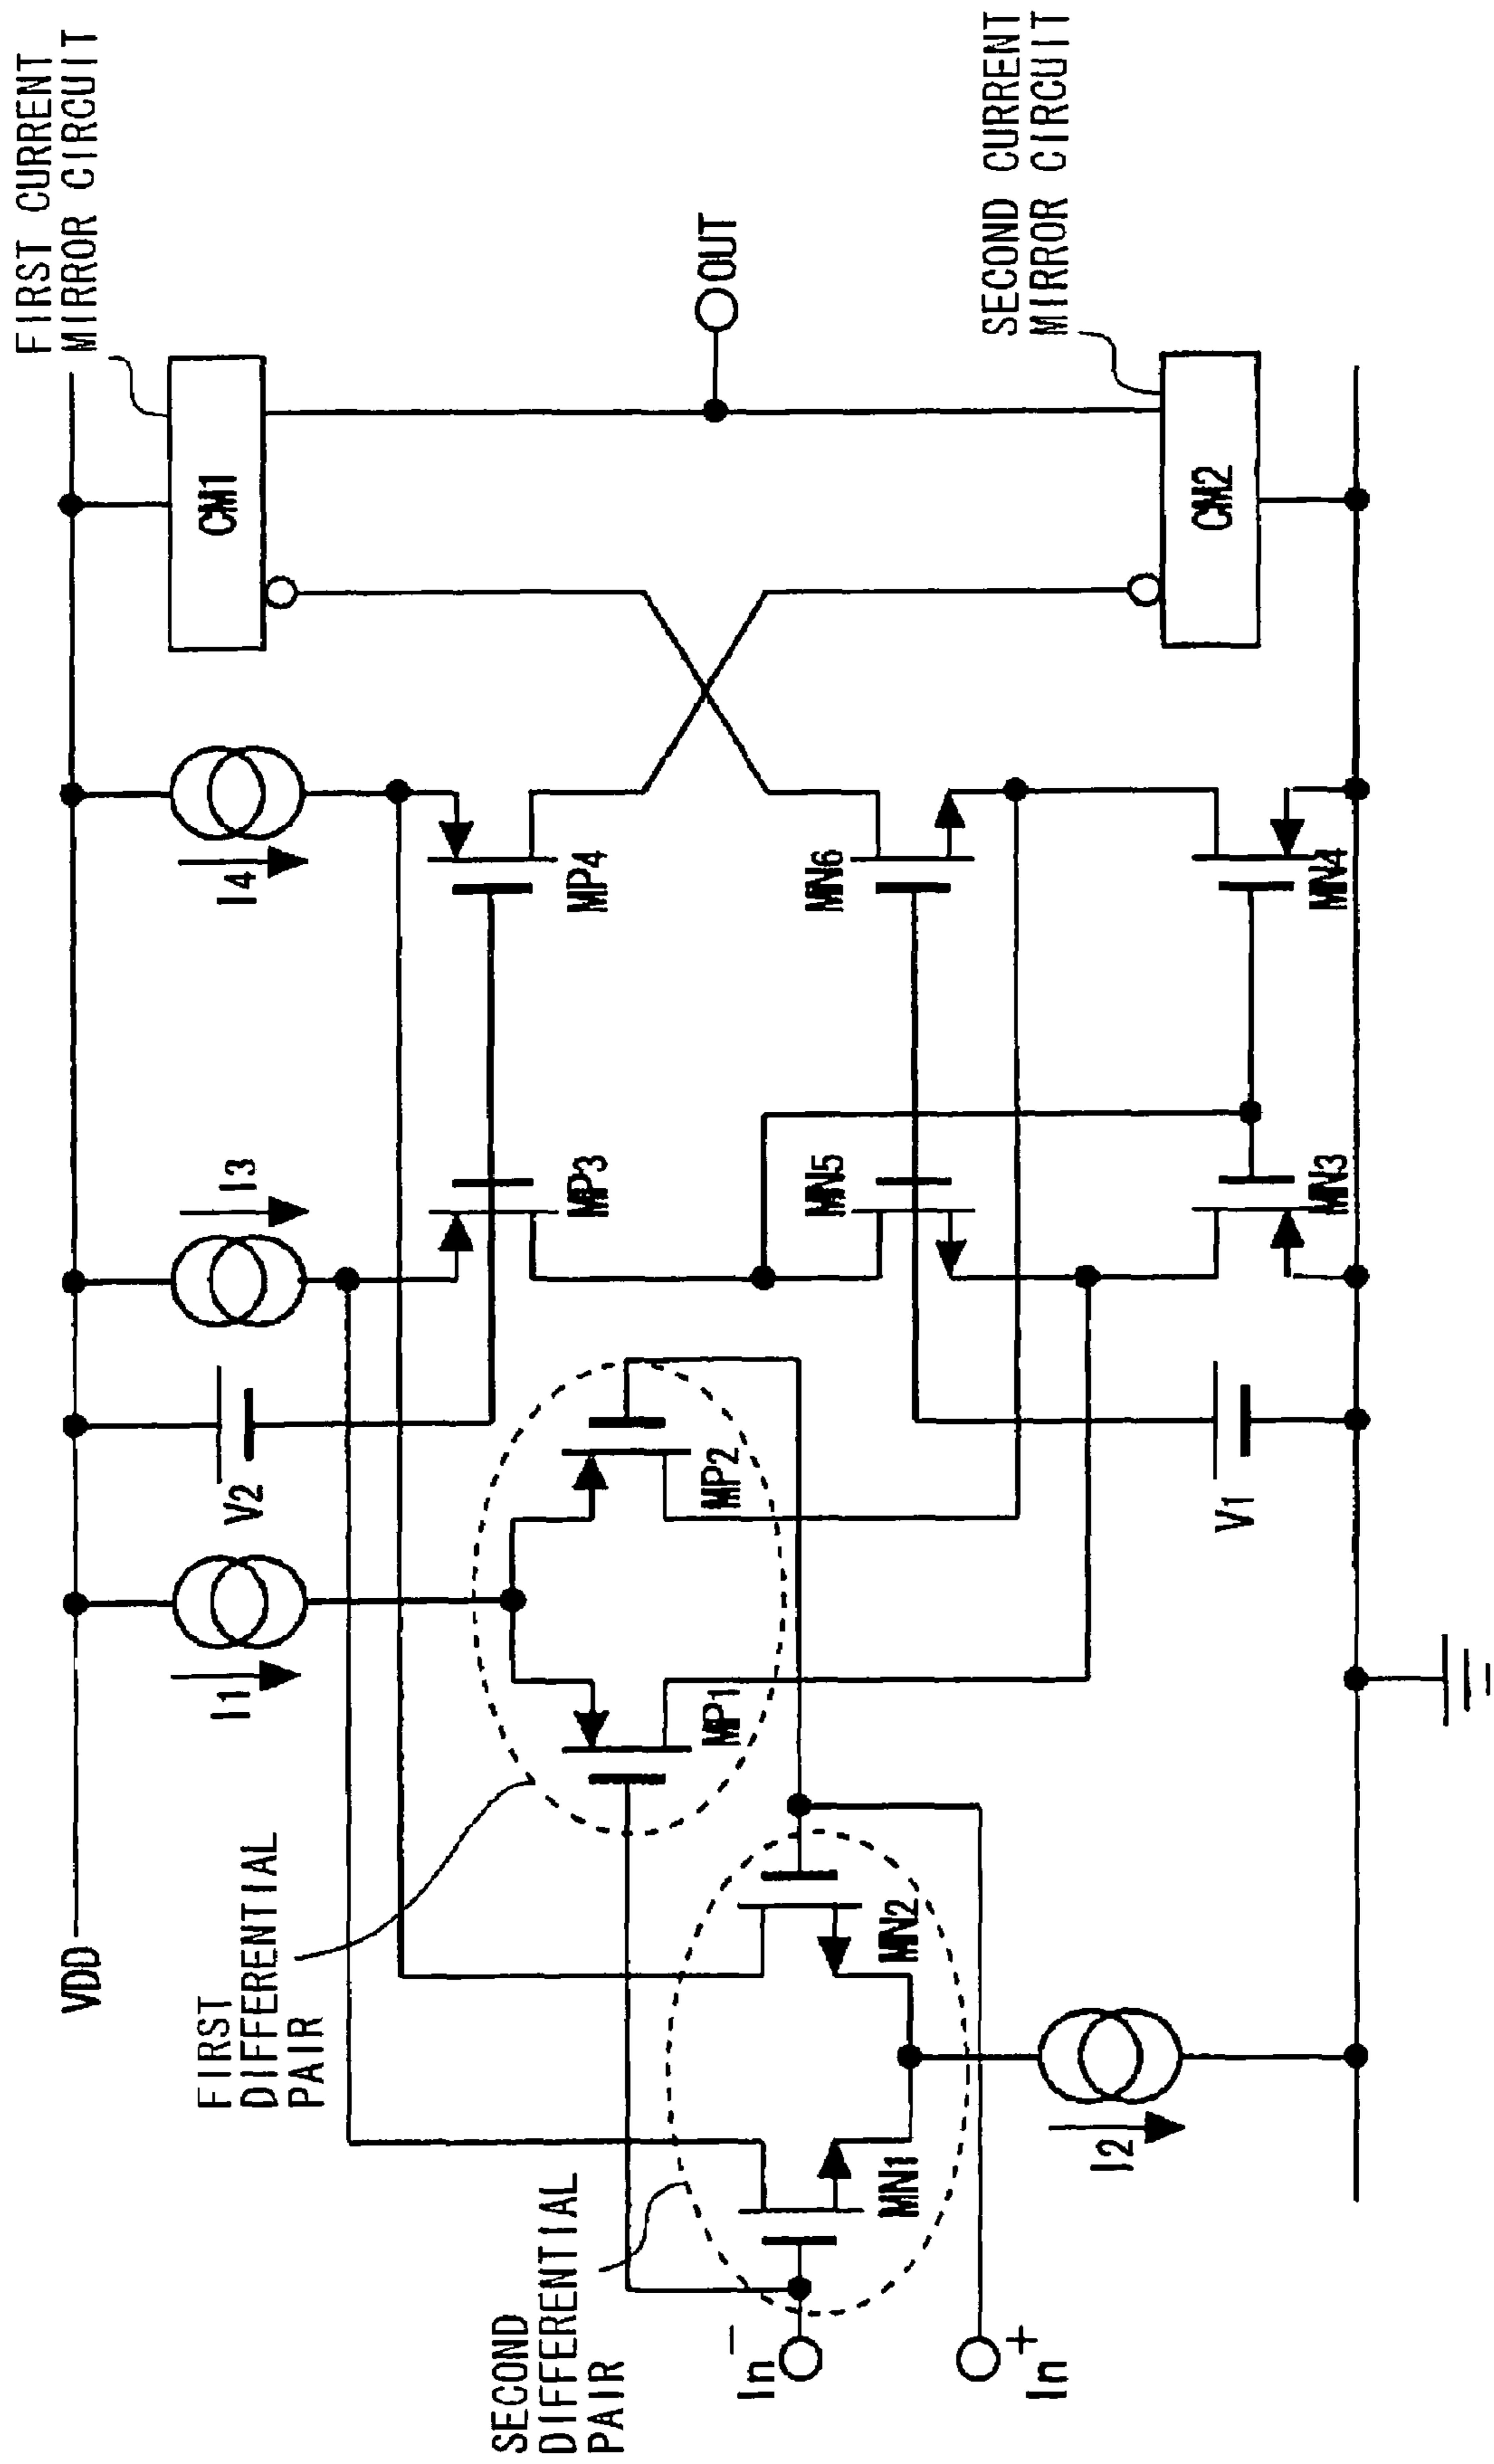 FIRST CURRENT
MIRROR CIRCUIT
VDD
I1
V2
I3
I4
CM1
FIRST
DIFFERENTIAL
PAIR
MP3
MP4
OUT
SECOND
DIFFERENTIAL
PAIR
MP1
MP2
In -
MN1
MN2
MN5
MN6
In +
SECOND CURRENT
MIRROR CIRCUIT
I2
V1
MN3
MN4
CM2